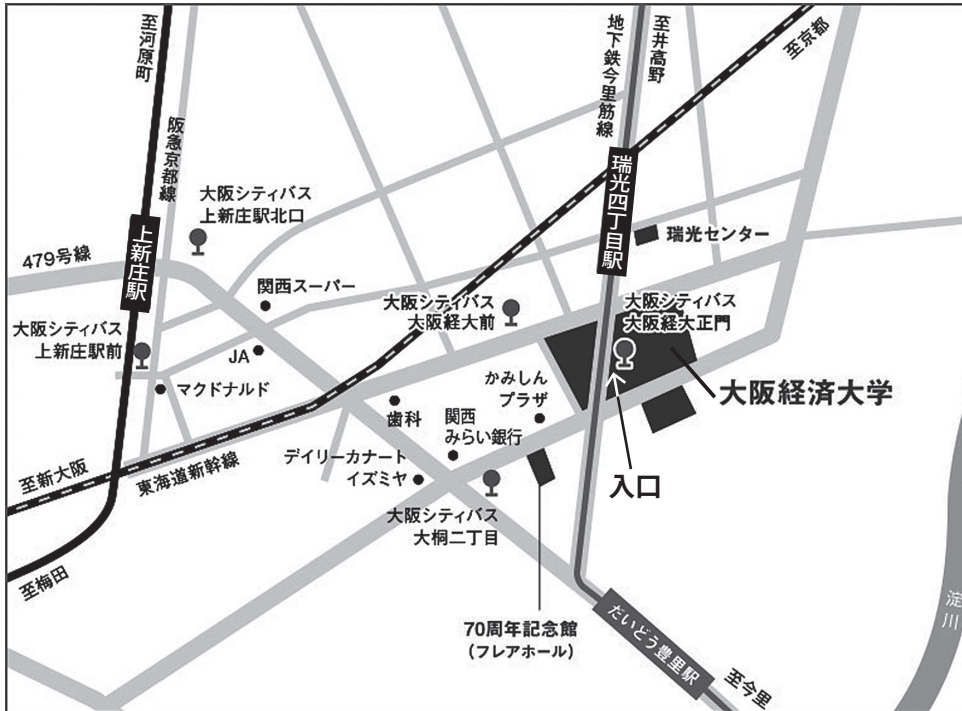 至河原町
阪急京都線
地下鉄今里筋線
至井高野
至京都
大阪シティバス
上新庄駅北口
瑞光四丁目駅
瑞光センター
上新庄駅
479号線
関西スーパー
大阪シティバス
大阪経大前
大阪シティバス
大阪経大正門
大阪シティバス
上新庄駅前
JA
マクドナルド
かみしん
プラザ
大阪経済大学
歯科
関西
みらい銀行
至新大阪
東海道新幹線
デイリーカナート
イズミヤ
入口
大阪シティバス
大桐二丁目
至梅田
70周年記念館
(フレアホール)
だいどう豊里駅
至今里
淀川